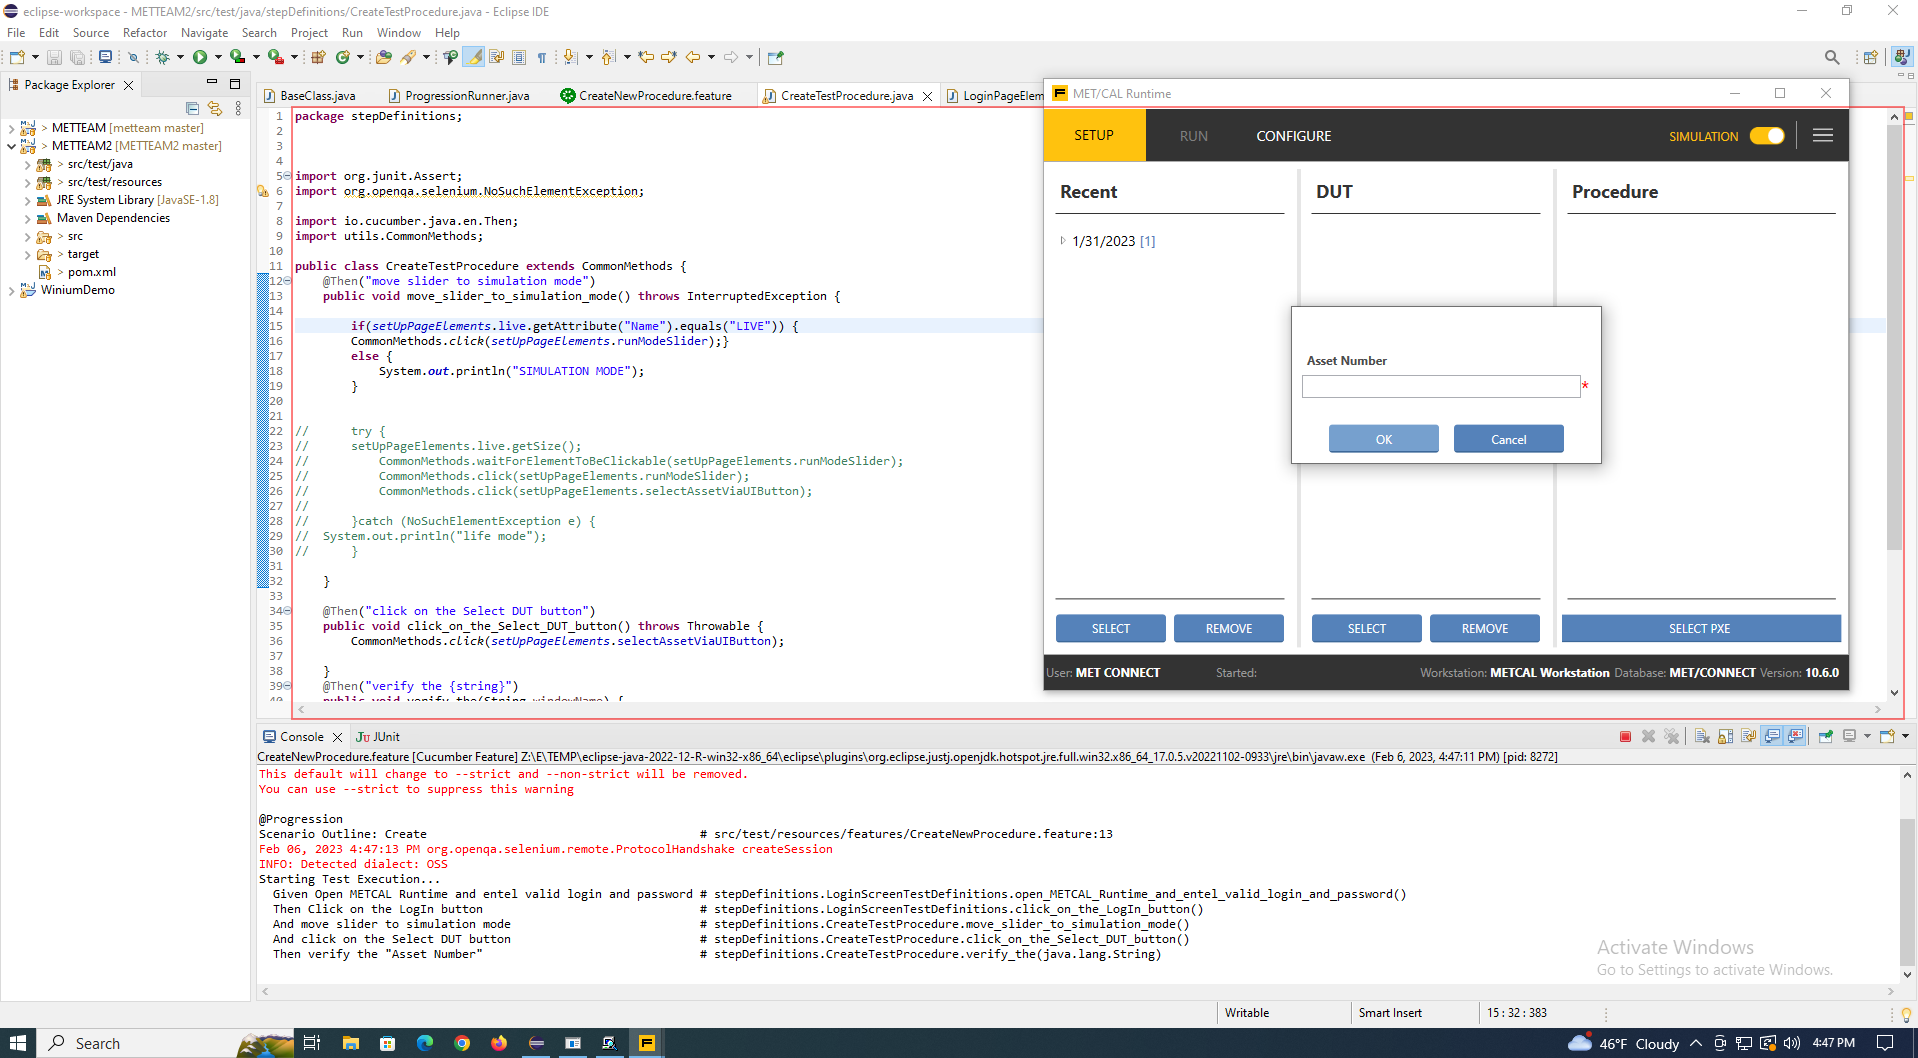 eclipse-workspace - METTEAM2/src/test/java/stepDefinitions/CreateTestProcedure.java - Eclipse IDE
File Edit Source Refactor Navigate Search Project Run Window Help
Package Explorer
METTEAM [metteam master]
METTEAM2 [METTEAM2 master]
src/test/java
src/test/resources
JRE System Library [JavaSE-1.8]
Maven Dependencies
src
target
pom.xml
WiniumDemo
BaseClass.java ProgressionRunner.java CreateNewProcedure.feature CreateTestProcedure.java LoginPageElem
1 package stepDefinitions;
2
3
4
5 import org.junit.Assert;
6 import org.openqa.selenium.NoSuchElementException;
7
8 import io.cucumber.java.en.Then;
9 import utils.CommonMethods;
10
11 public class CreateTestProcedure extends CommonMethods {
12 @Then("move slider to simulation mode")
13 public void move_slider_to_simulation_mode() throws InterruptedException {
14
15 if(setUpPageElements.live.getAttribute("Name").equals("LIVE")) {
16 CommonMethods.click(setUpPageElements.runModeSlider);}
17 else {
18 System.out.println("SIMULATION MODE");
19 }
20
21
22 // try {
23 // setUpPageElements.live.getSize();
24 // CommonMethods.waitForElementToBeClickable(setUpPageElements.runModeSlider);
25 // CommonMethods.click(setUpPageElements.runModeSlider);
26 // CommonMethods.click(setUpPageElements.selectAssetViaUIButton);
27 //
28 // }catch (NoSuchElementException e) {
29 // System.out.println("life mode");
30 // }
31
32 }
33
34 @Then("click on the Select DUT button")
35 public void click_on_the_Select_DUT_button() throws Throwable {
36 CommonMethods.click(setUpPageElements.selectAssetViaUIButton);
37
38 }
39 @Then("verify the {string}")
40 public void verify_the(String windowName) {
MET/CAL Runtime
SETUP RUN CONFIGURE SIMULATION
Recent DUT Procedure
1/31/2023 [1]
Asset Number
*
OK Cancel
SELECT REMOVE SELECT REMOVE SELECT PXE
User: MET CONNECT Started: Workstation: METCAL Workstation Database: MET/CONNECT Version: 10.6.0
Console JUnit
CreateNewProcedure.feature [Cucumber Feature] Z:\E\TEMP\eclipse-java-2022-12-R-win32-x86_64\eclipse\plugins\org.eclipse.justj.openjdk.hotspot.jre.full.win32.x86_64_17.0.5.v20221102-0933\jre\bin\javaw.exe (Feb 6, 2023, 4:47:11 PM) [pid: 8272]
This default will change to --strict and --non-strict will be removed.
You can use --strict to suppress this warning
@Progression
Scenario Outline: Create # src/test/resources/features/CreateNewProcedure.feature:13
Feb 06, 2023 4:47:13 PM org.openqa.selenium.remote.ProtocolHandshake createSession
INFO: Detected dialect: OSS
Starting Test Execution...
Given Open METCAL Runtime and entel valid login and password # stepDefinitions.LoginScreenTestDefinitions.open_METCAL_Runtime_and_entel_valid_login_and_password()
Then Click on the LogIn button # stepDefinitions.LoginScreenTestDefinitions.click_on_the_LogIn_button()
And move slider to simulation mode # stepDefinitions.CreateTestProcedure.move_slider_to_simulation_mode()
And click on the Select DUT button # stepDefinitions.CreateTestProcedure.click_on_the_Select_DUT_button()
Then verify the "Asset Number" # stepDefinitions.CreateTestProcedure.verify_the(java.lang.String)
Activate Windows
Go to Settings to activate Windows.
Writable Smart Insert 15 : 32 : 383
Search 46°F Cloudy 4:47 PM